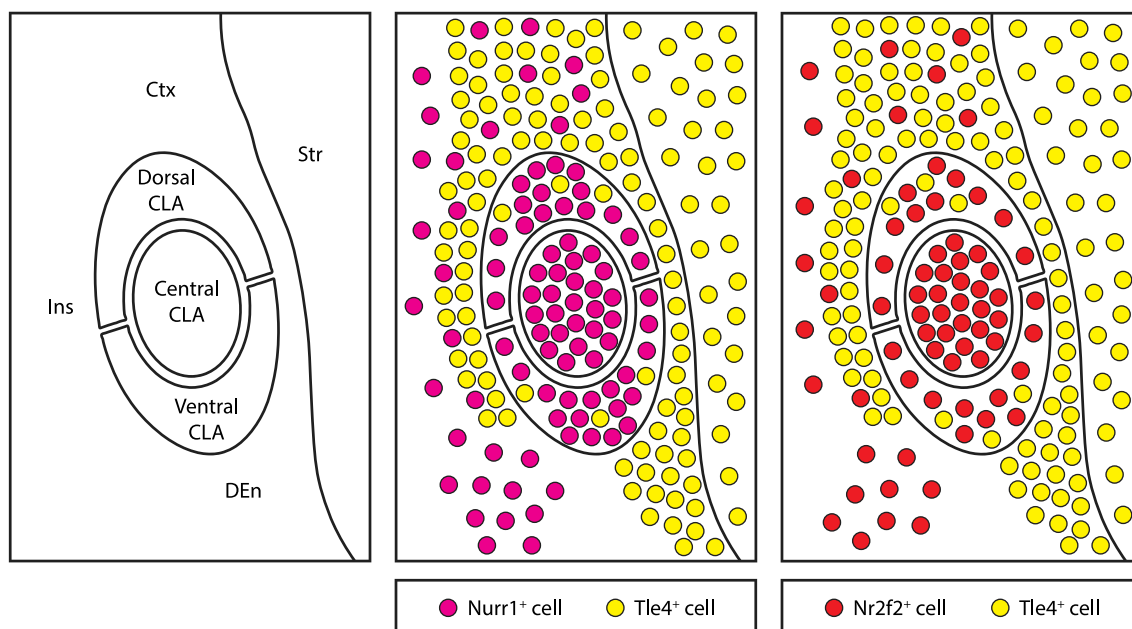 Ctx
Str
Dorsal
CLA
Central
CLA
Ins
Ventral
CLA
DEn
Nurr1⁺ cell
Tle4⁺ cell
Nr2f2⁺ cell
Tle4⁺ cell